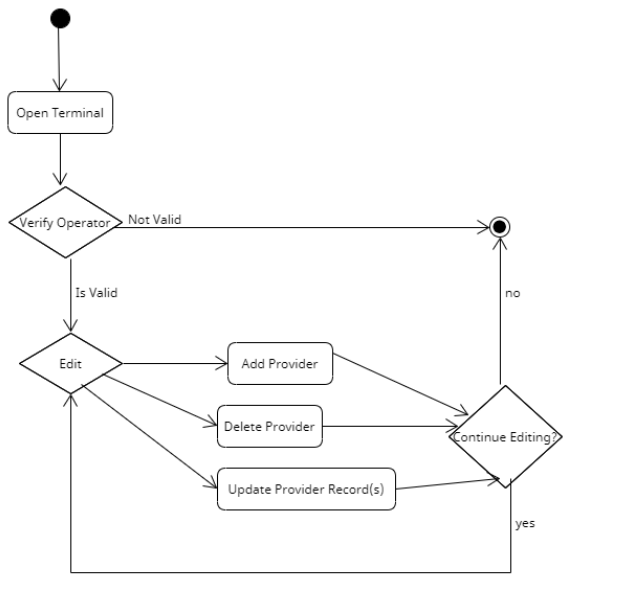 Open Terminal
Verify Operator
Not Valid
Is Valid
no
Edit
Add Provider
Delete Provider
Continue Editing?
Update Provider Record(s)
yes